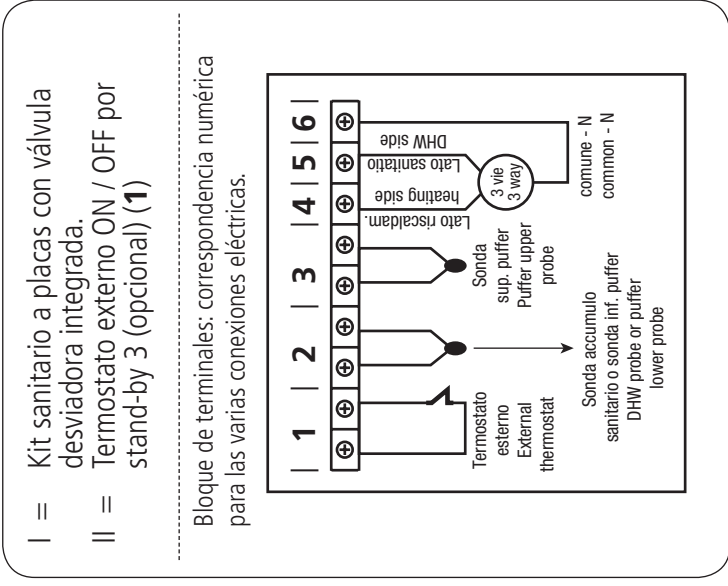 I = Kit sanitario a placas con válvula
desviadora integrada.
II = Termostato externo ON / OFF por
stand-by 3 (opcional) (1)
Bloque de terminales: correspondencia numérica
para las varias conexiones eléctricas.
| 1 | 2 | 3 | 4 | 5 | 6 |
Termostato
esterno
External
thermostat
Sonda accumulo
sanitario o sonda inf. puffer
DHW probe or puffer
lower probe
Sonda
sup. puffer
Puffer upper
probe
Lato riscaldam.
heating side
Lato sanitatio
DHW side
3 vie
3 way
comune - N
common - N